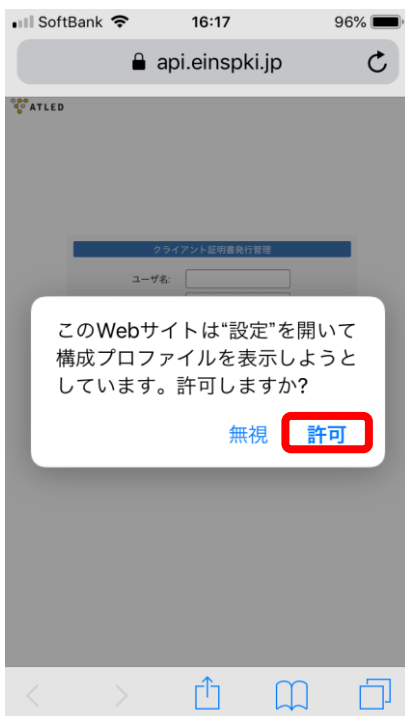 SoftBank 16:17 96%
api.einspki.jp
ATLED
クライアント証明書発行管理
ユーザ名:
このWebサイトは“設定”を開いて
構成プロファイルを表示しようと
しています。許可しますか?
無視 許可